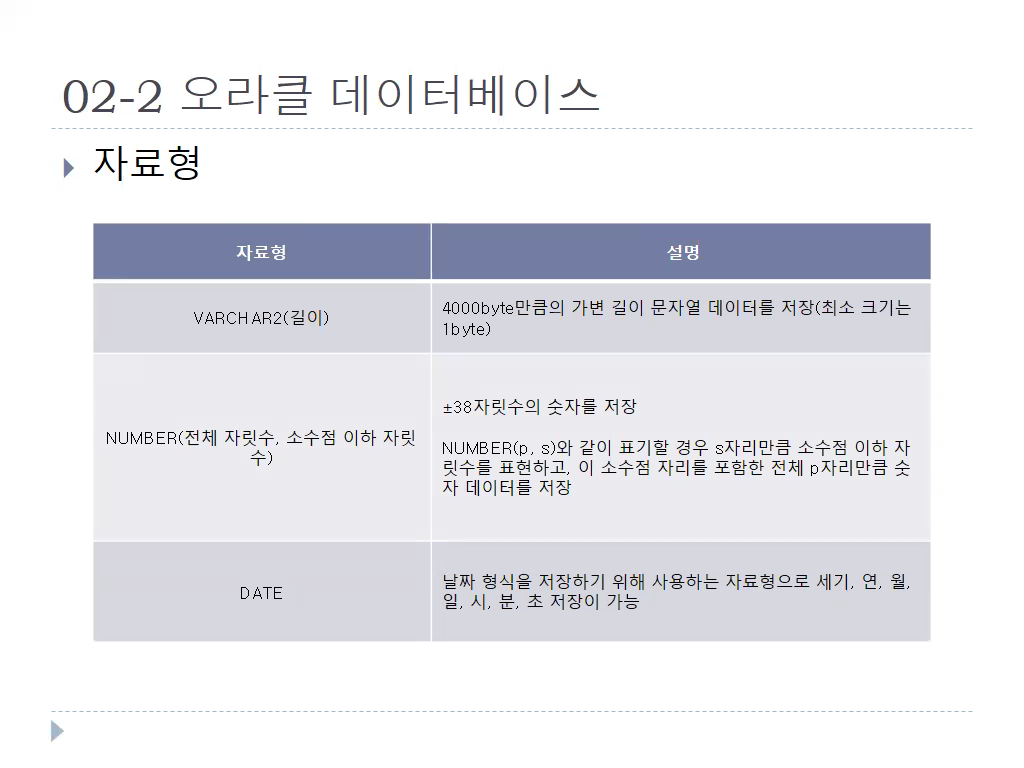 02-2 오라클 데이터베이스
자료형
자료형
설명
VARCHAR2(길이)
4000byte만큼의 가변 길이 문자열 데이터를 저장(최소 크기는
1byte)
NUMBER(전체 자릿수, 소수점 이하 자릿
수)
±38자릿수의 숫자를 저장
NUMBER(p, s)와 같이 표기할 경우 s자리만큼 소수점 이하 자
릿수를 표현하고, 이 소수점 자리를 포함한 전체 p자리만큼 숫
자 데이터를 저장
DATE
날짜 형식을 저장하기 위해 사용하는 자료형으로 세기, 연, 월,
일, 시, 분, 초 저장이 가능